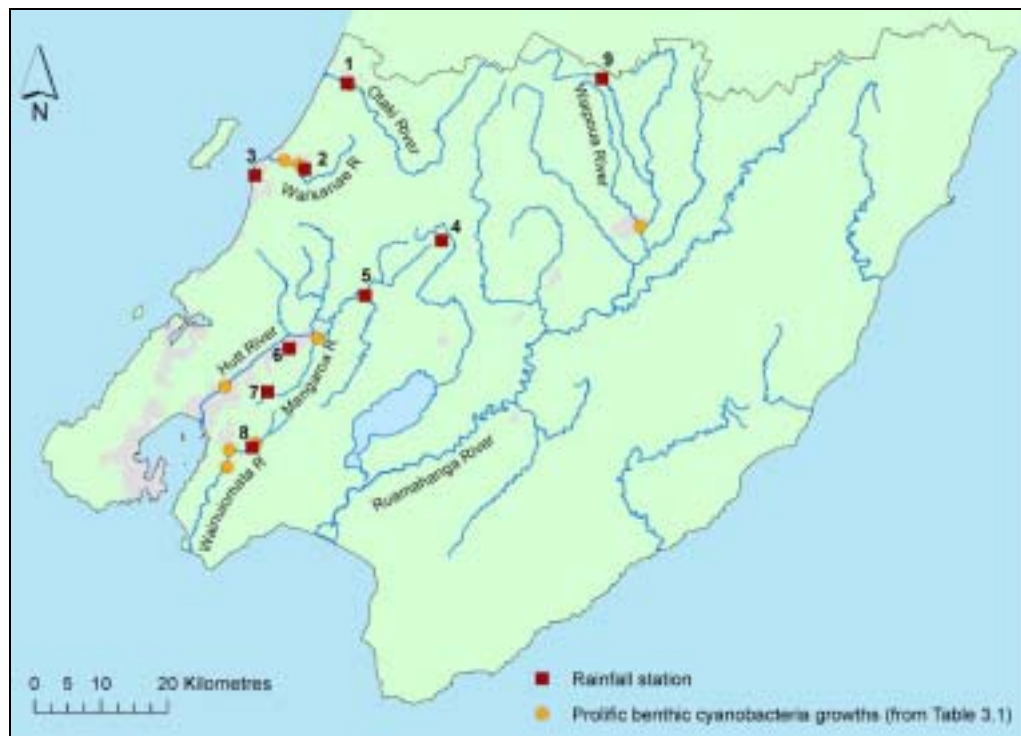 1
9
N
Otaki River
Waipoua River
3
2
Waikanae R
4
5
Hutt River
6
Mangaroa R
7
8
Wainuiomata R
Ruamahanga River
0 5 10 20 Kilometres
Rainfall station
Prolific benthic cyanobacteria growths (from Table 3.1)